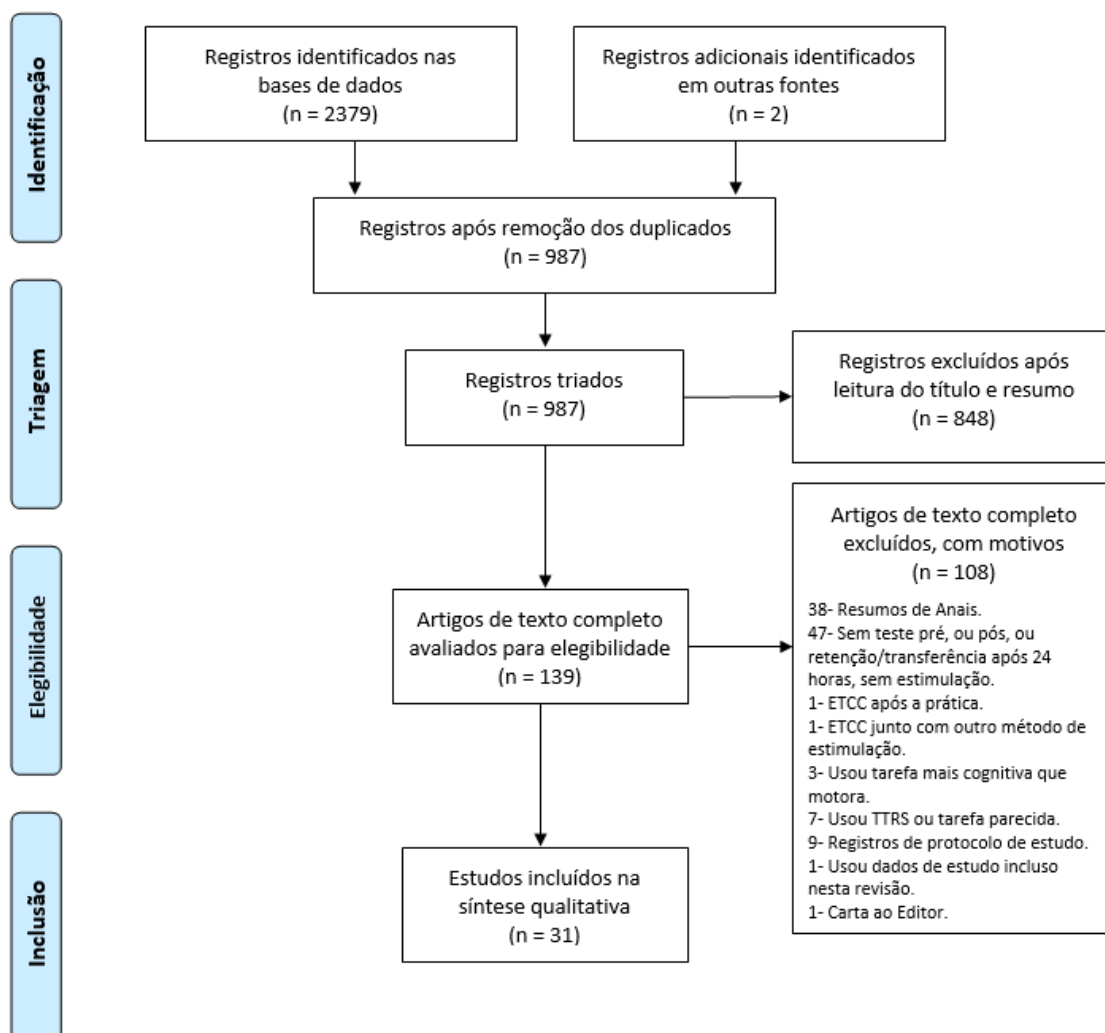 Identificação
Registros identificados nas
bases de dados
(n = 2379)
Registros adicionais identificados
em outras fontes
(n = 2)
Registros após remoção dos duplicados
(n = 987)
Triagem
Registros triados
(n = 987)
Registros excluídos após
leitura do título e resumo
(n = 848)
Elegibilidade
Artigos de texto completo
avaliados para elegibilidade
(n = 139)
Artigos de texto completo
excluídos, com motivos
(n = 108)
38- Resumos de Anais.
47- Sem teste pré, ou pós, ou
retenção/transferência após 24
horas, sem estimulação.
1- ETCC após a prática.
1- ETCC junto com outro método de
estimulação.
3- Usou tarefa mais cognitiva que
motora.
7- Usou TTRS ou tarefa parecida.
9- Registros de protocolo de estudo.
1- Usou dados de estudo incluso
nesta revisão.
1- Carta ao Editor.
Inclusão
Estudos incluídos na
síntese qualitativa
(n = 31)